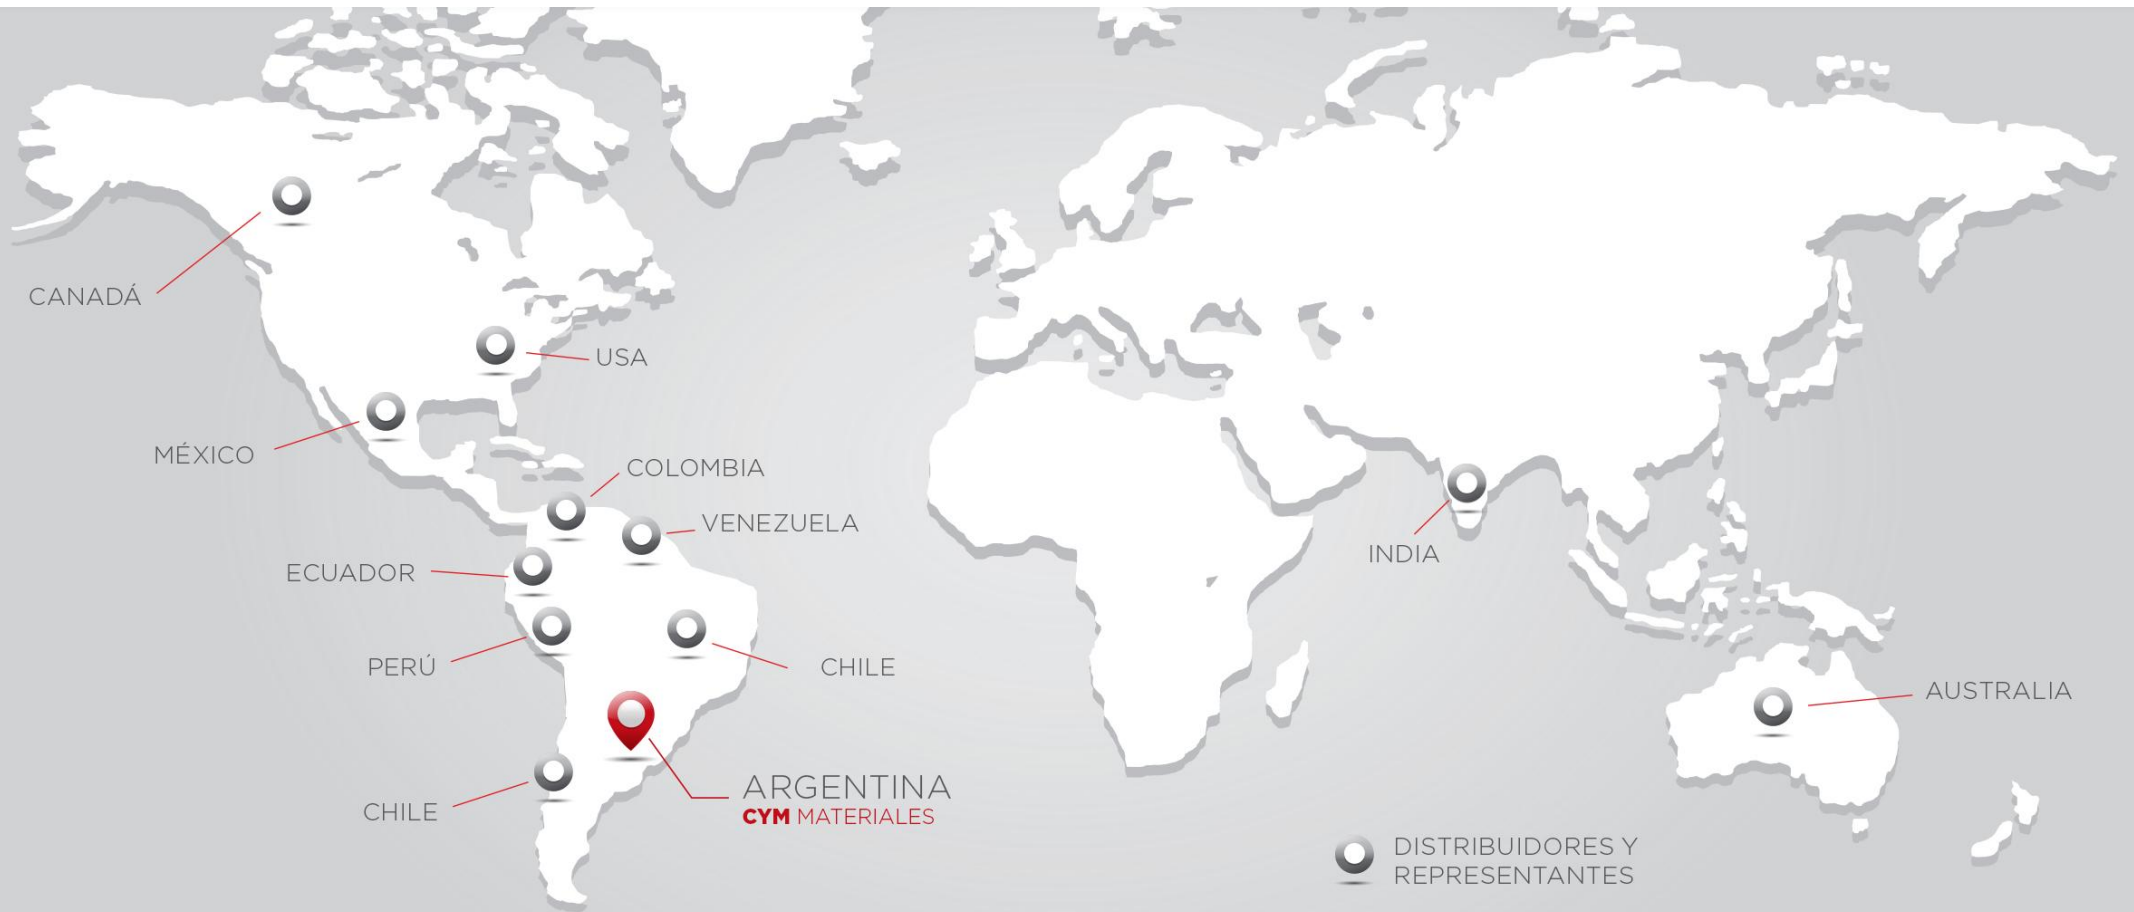 CANADÁ
USA
MÉXICO
COLOMBIA
VENEZUELA
ECUADOR
INDIA
PERÚ
CHILE
AUSTRALIA
ARGENTINA
CYM MATERIALES
CHILE
DISTRIBUIDORES Y
REPRESENTANTES